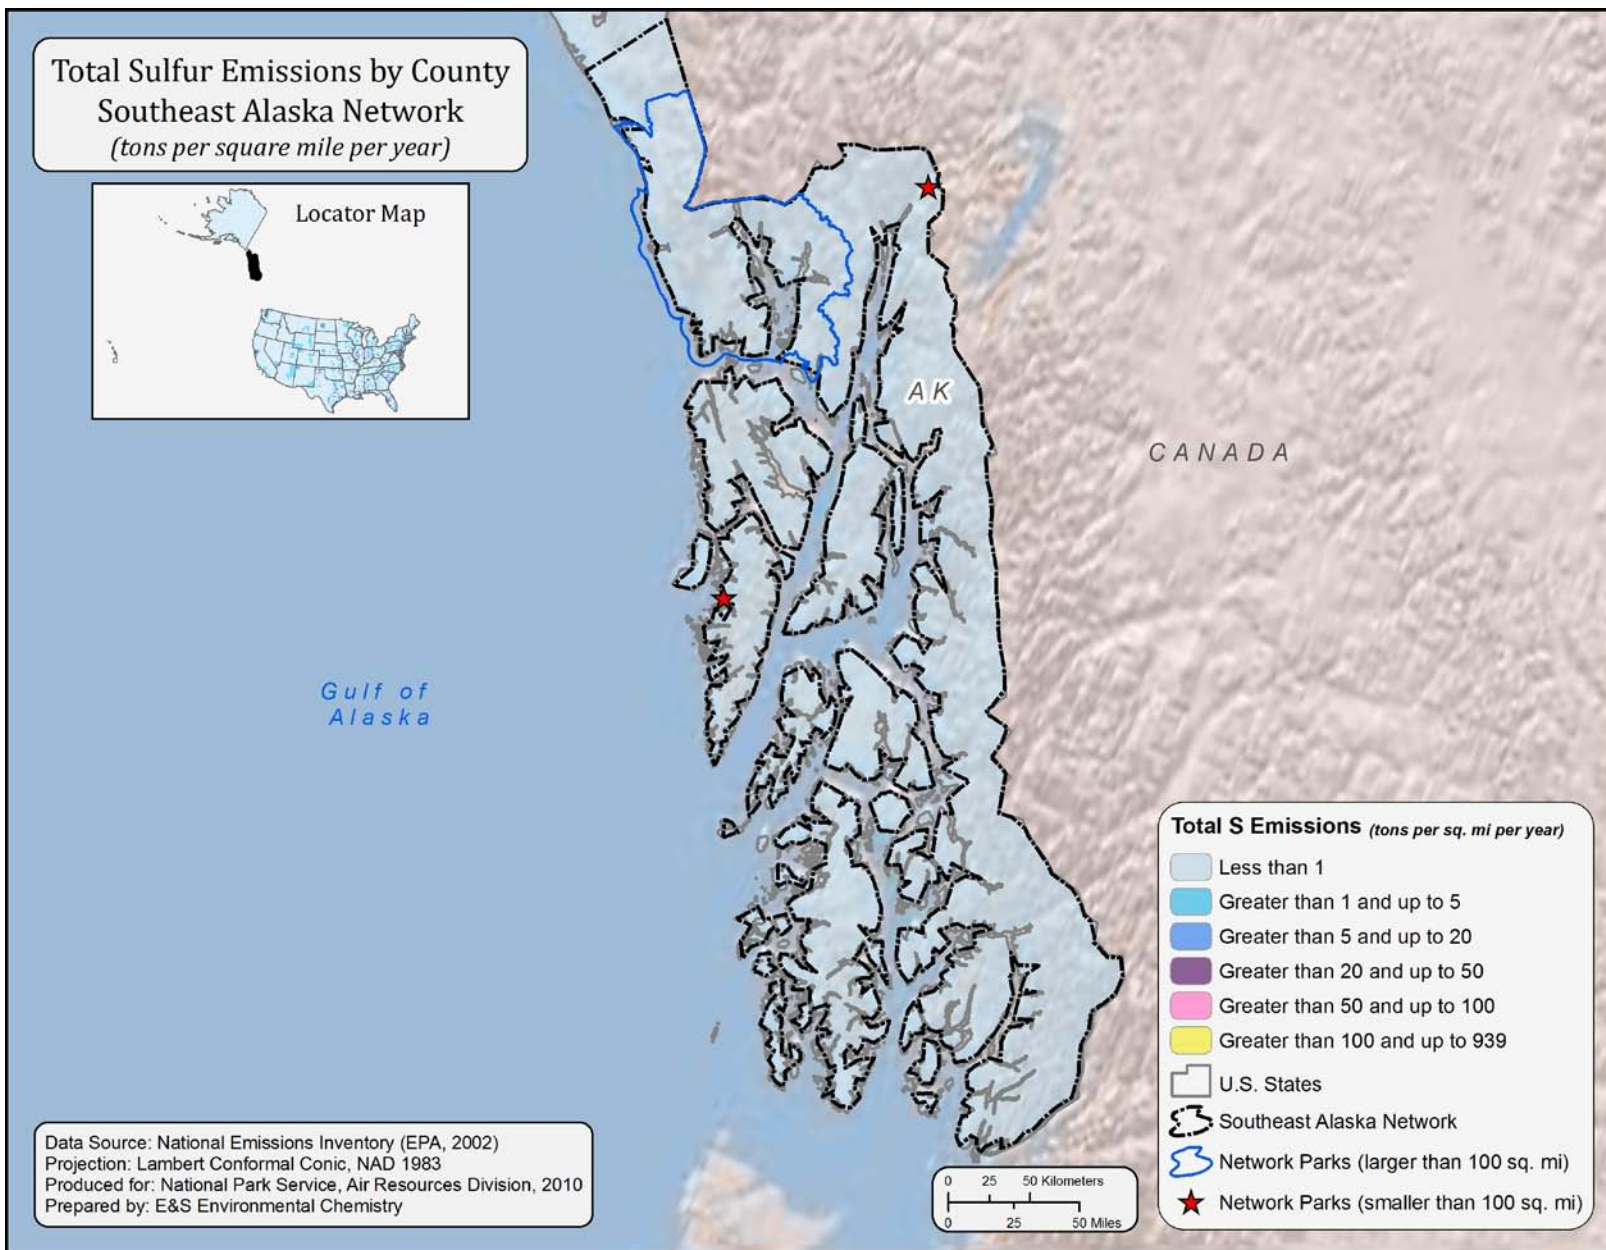 Total Sulfur Emissions by County
Southeast Alaska Network
(tons per square mile per year)
Locator Map
AK
CANADA
Gulf of
Alaska
Total S Emissions (tons per sq. mi per year)
Less than 1
Greater than 1 and up to 5
Greater than 5 and up to 20
Greater than 20 and up to 50
Greater than 50 and up to 100
Greater than 100 and up to 939
U.S. States
Southeast Alaska Network
Network Parks (larger than 100 sq. mi)
Network Parks (smaller than 100 sq. mi)
Data Source: National Emissions Inventory (EPA, 2002)
Projection: Lambert Conformal Conic, NAD 1983
Produced for: National Park Service, Air Resources Division, 2010
Prepared by: E&S Environmental Chemistry
0 25 50 Kilometers
0 25 50 Miles